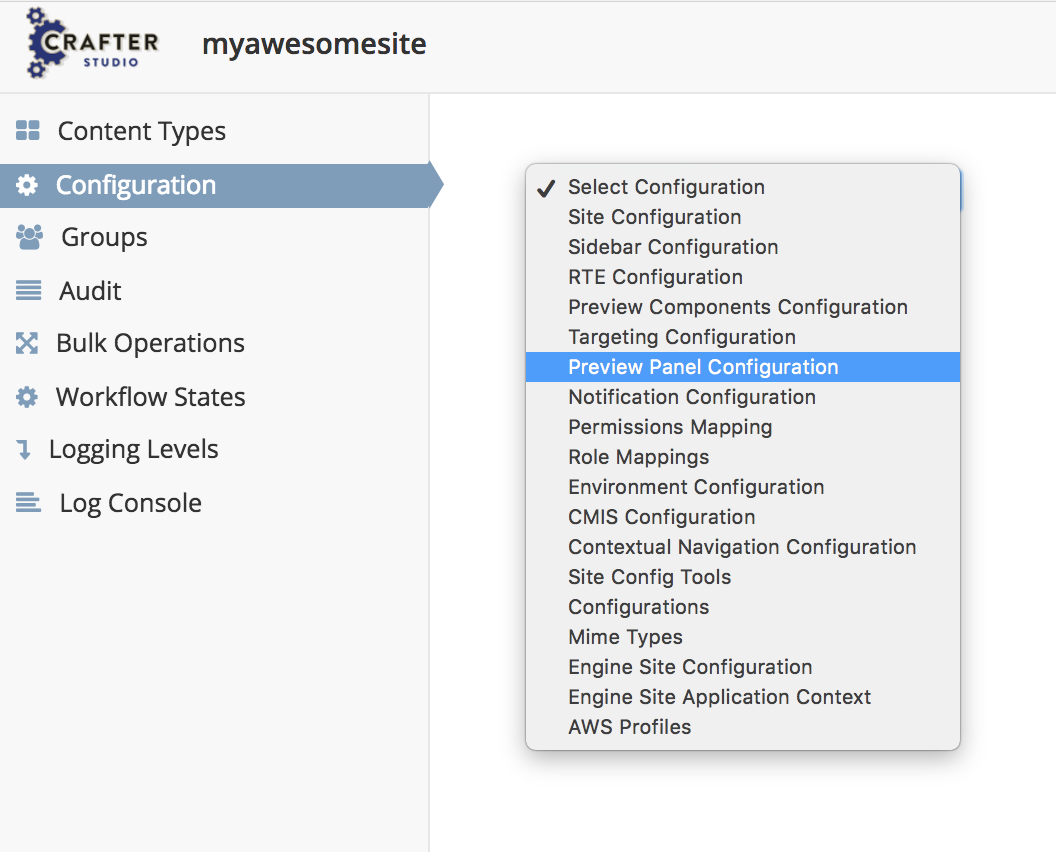 CRAFTER
STUDIO
myawesomesite
Content Types
Configuration
Groups
Audit
Bulk Operations
Workflow States
Logging Levels
Log Console
Select Configuration
Site Configuration
Sidebar Configuration
RTE Configuration
Preview Components Configuration
Targeting Configuration
Preview Panel Configuration
Notification Configuration
Permissions Mapping
Role Mappings
Environment Configuration
CMIS Configuration
Contextual Navigation Configuration
Site Config Tools
Configurations
Mime Types
Engine Site Configuration
Engine Site Application Context
AWS Profiles